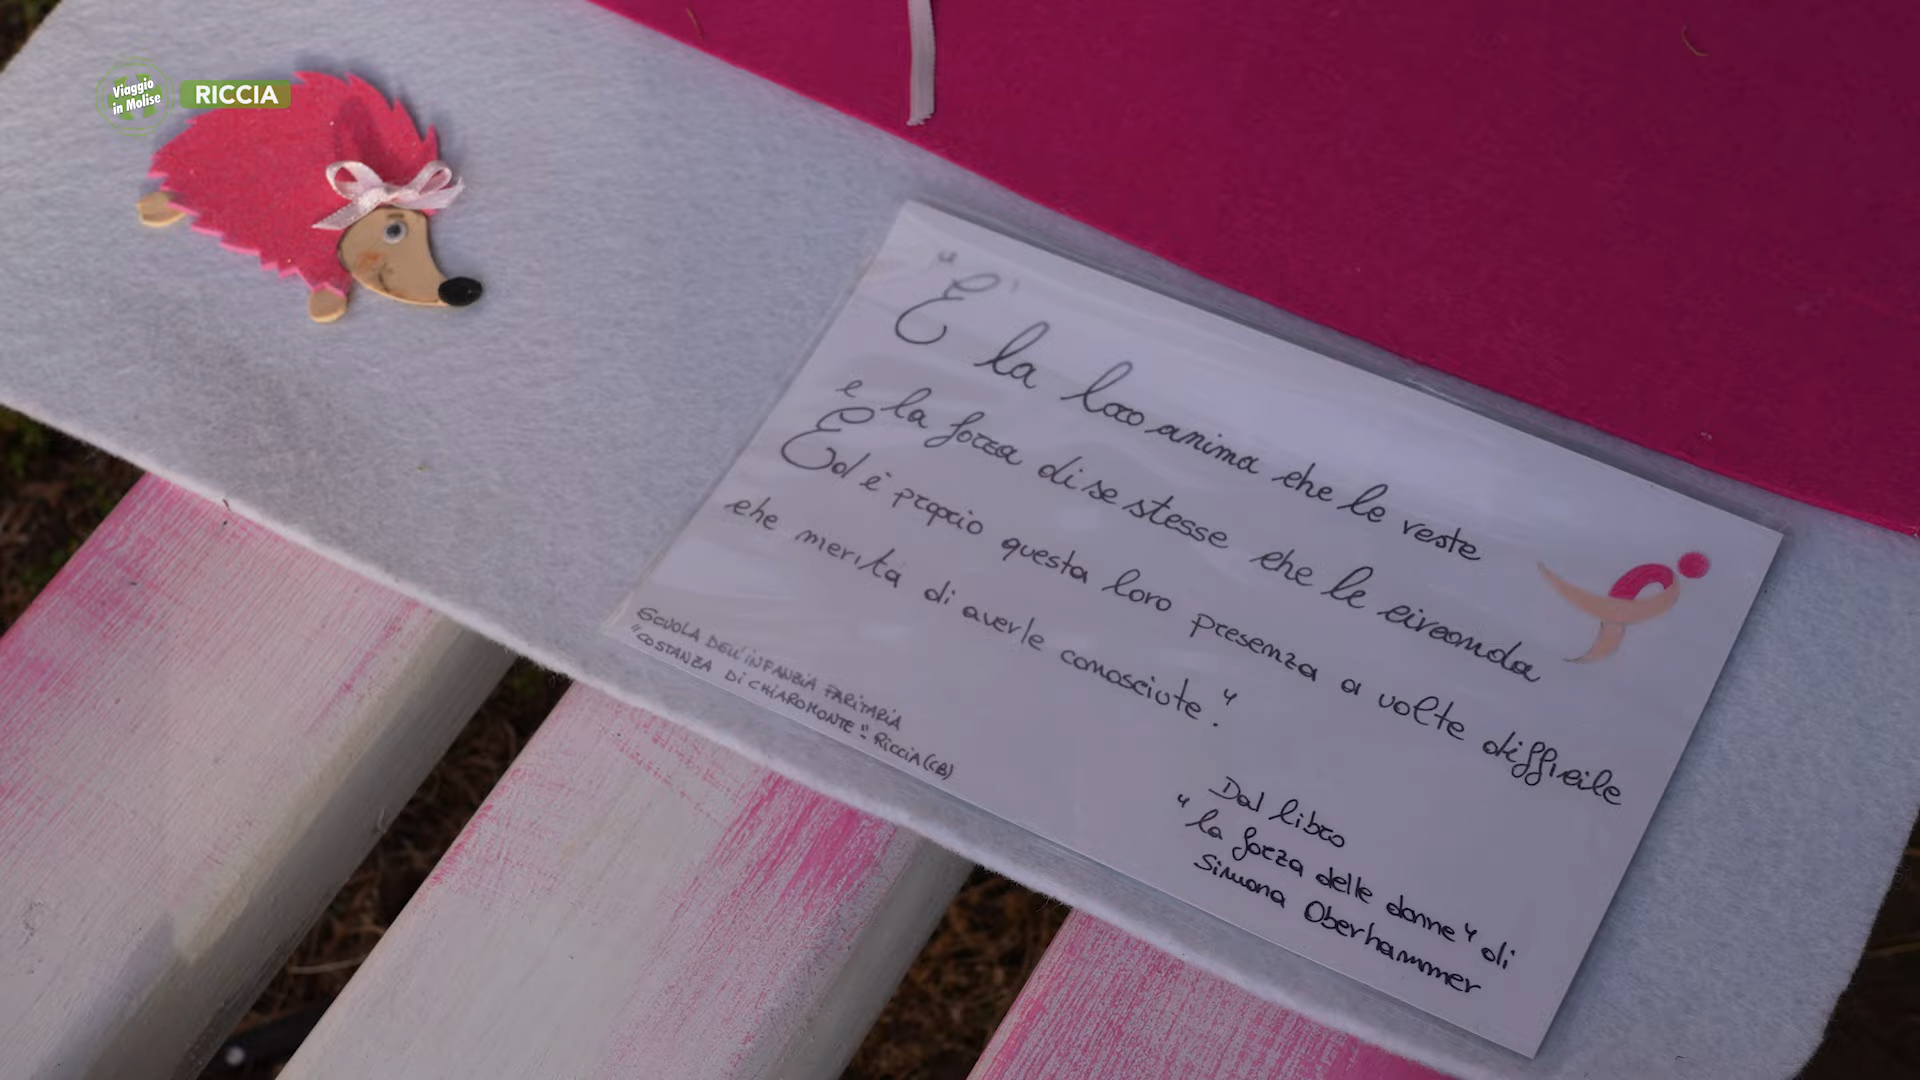 Viaggio
in Molise
RICCIA
"È la loro anima che le veste
e la forza di se stesse che le circonda
Ed è proprio questa loro presenza a volte difficile
che merita di averle conosciute."
SCUOLA DELL'INFANZIA PARITARIA
"COSTANZA DI CHIAROMONTE". RICCIA (CB)
Dal libro
"la forza delle donne" di
Simona Oberhammer